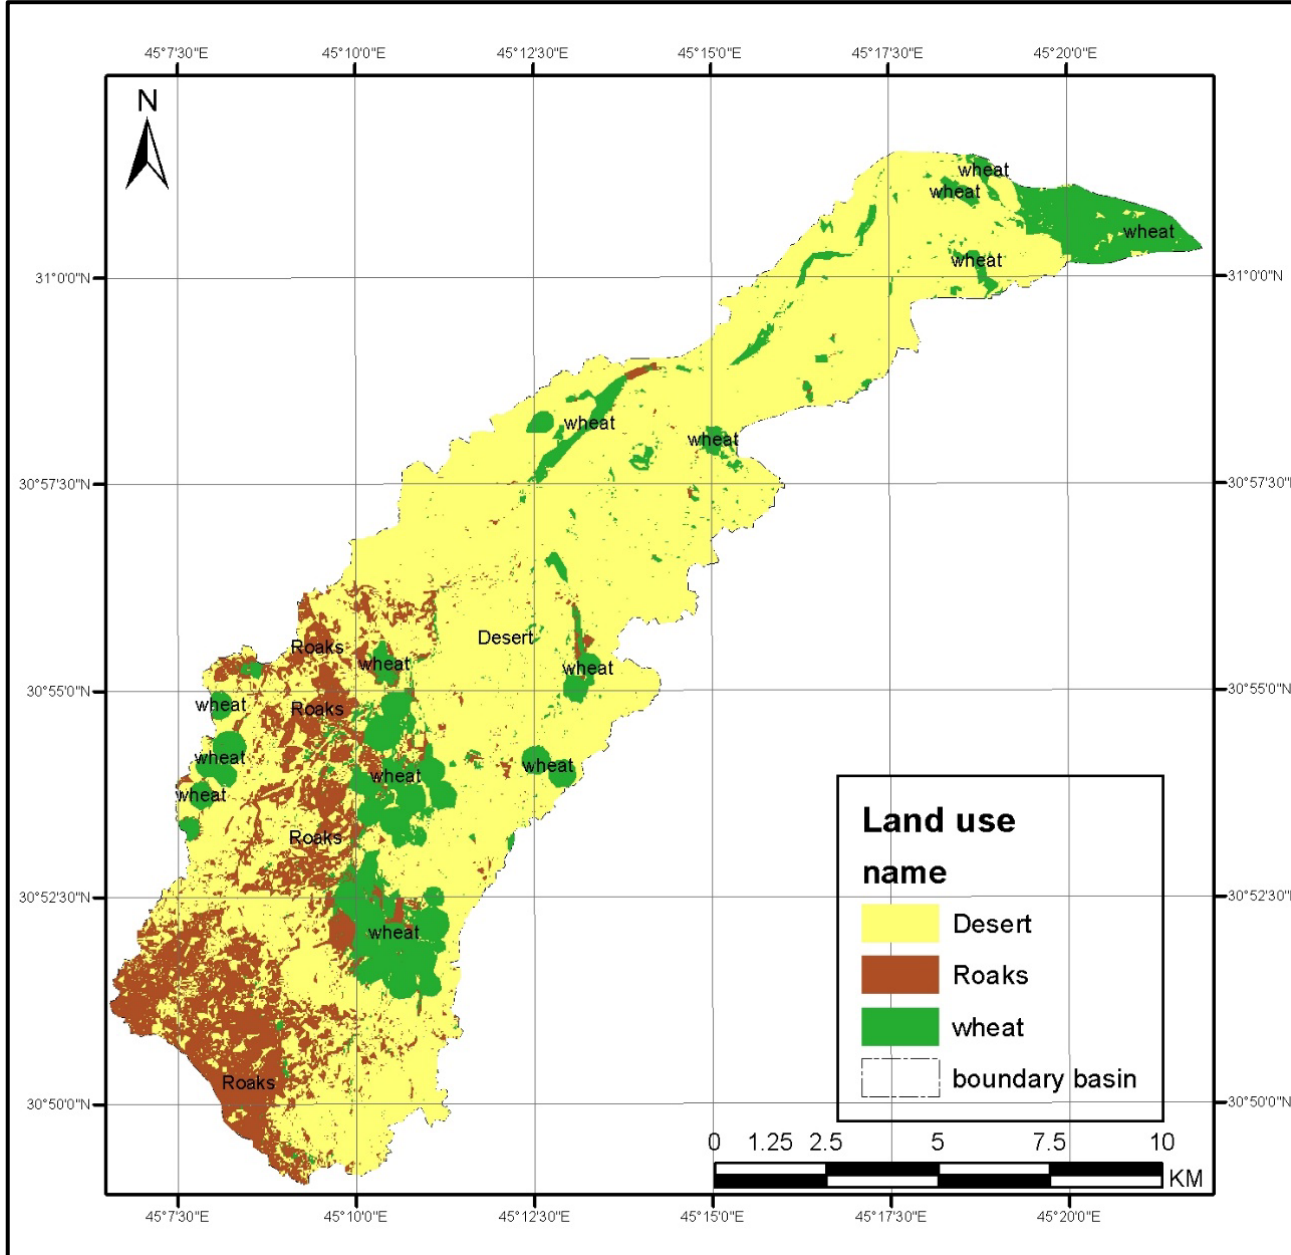 45°7'30"E 45°10'0"E 45°12'30"E 45°15'0"E 45°17'30"E 45°20'0"E
N
wheat
wheat
wheat
wheat
31°0'0"N 31°0'0"N
wheat
wheat
30°57'30"N 30°57'30"N
Desert
Roaks
wheat
wheat
30°55'0"N 30°55'0"N
wheat
Roaks
wheat
wheat
wheat
wheat
Roaks
30°52'30"N 30°52'30"N
wheat
Roaks
30°50'0"N 30°50'0"N
Land use
name
Desert
Roaks
wheat
boundary basin
0 1.25 2.5 5 7.5 10
KM
45°7'30"E 45°10'0"E 45°12'30"E 45°15'0"E 45°17'30"E 45°20'0"E